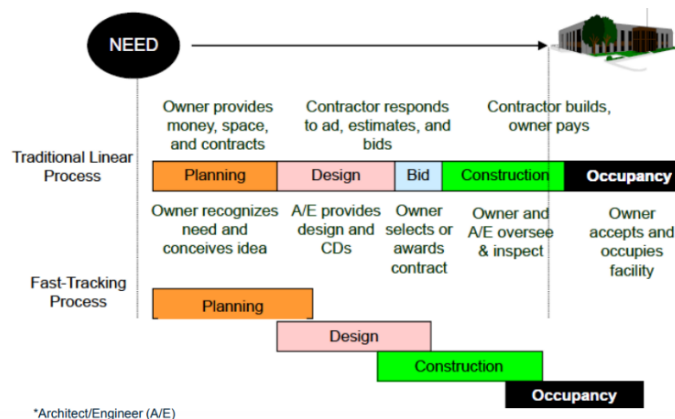 NEED
Owner provides
money, space,
and contracts
Contractor responds
to ad, estimates, and
bids
Contractor builds,
owner pays
Traditional Linear
Process
Planning
Design
Bid
Construction
Occupancy
Owner recognizes
need and
conceives idea
A/E provides
design and
CDs
Owner
selects or
awards
contract
Owner and
A/E oversee
& inspect
Owner
accepts and
occupies
facility
Fast-Tracking
Process
Planning
Design
Construction
Occupancy
*Architect/Engineer (A/E)